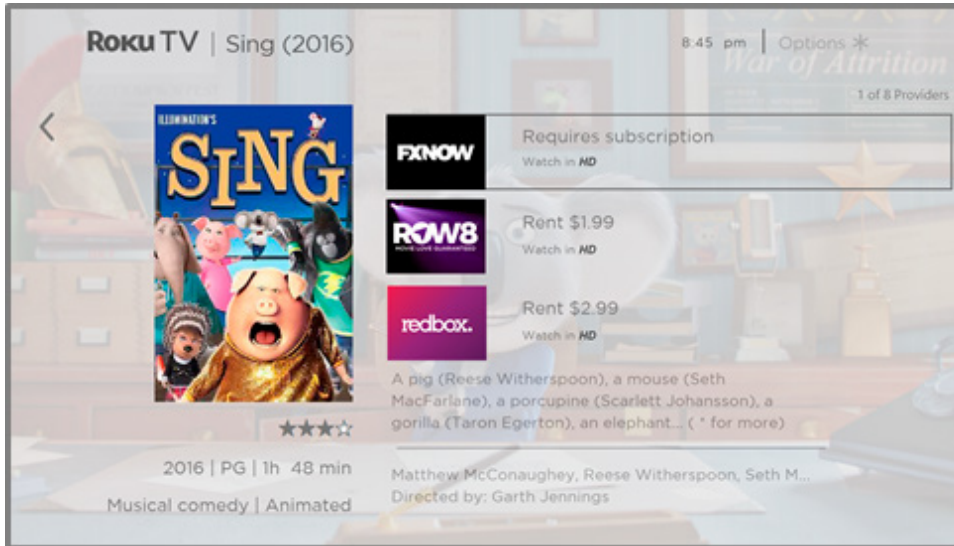 Roku TV | Sing (2016)
8:45 pm | Options *
War of Attrition
1 of 8 Providers
ILLUMINATION'S
SING
FXNOW
Requires subscription
Watch in HD
ROW8
MOVIE LOVE GUARANTEED
Rent $1.99
Watch in HD
redbox.
Rent $2.99
Watch in HD
A pig (Reese Witherspoon), a mouse (Seth
MacFarlane), a porcupine (Scarlett Johansson), a
gorilla (Taron Egerton), an elephant... ( * for more)
2016 | PG | 1h 48 min
Musical comedy | Animated
Matthew McConaughey, Reese Witherspoon, Seth M...
Directed by: Garth Jennings